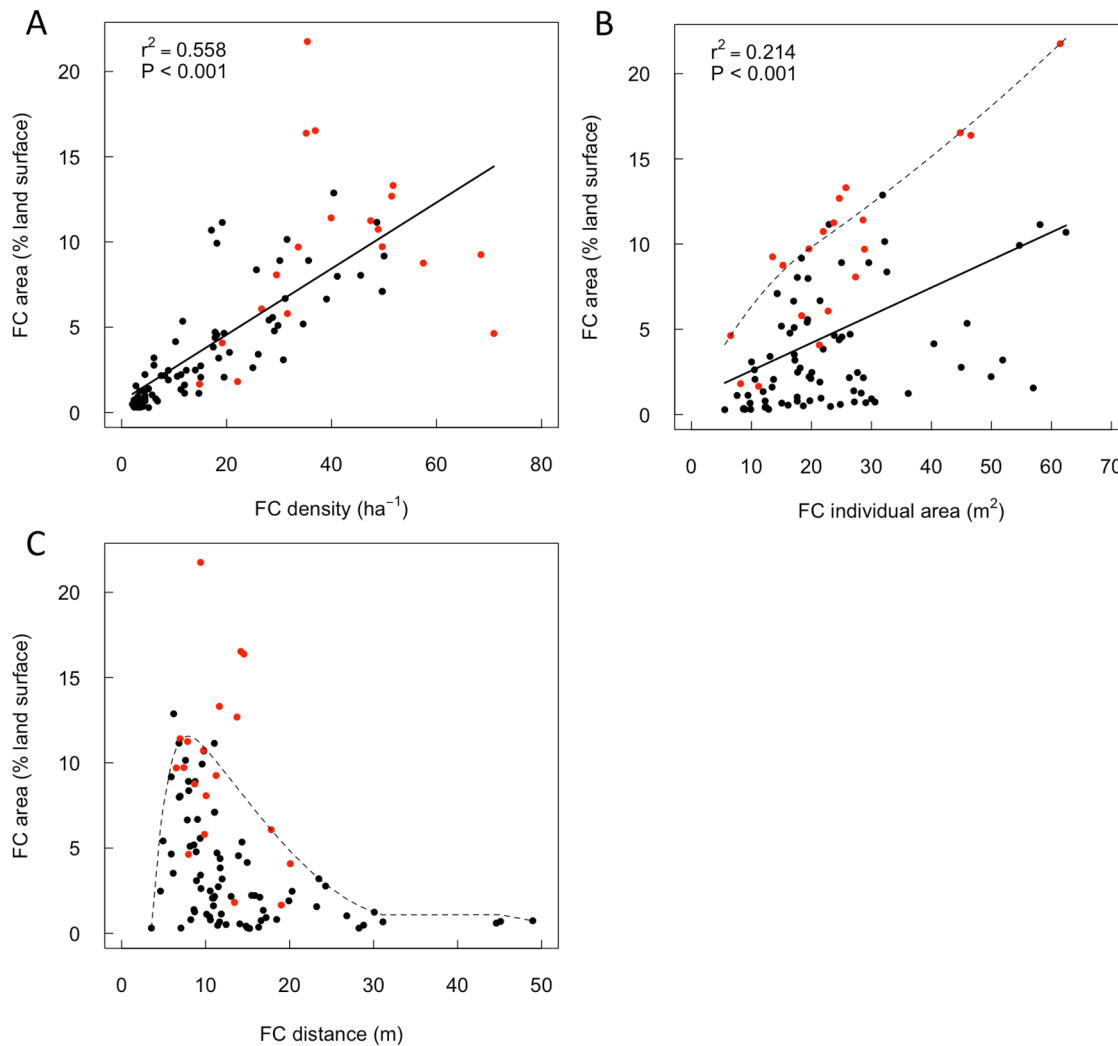 A
r² = 0.558
P < 0.001
20
15
10
5
0
FC area (% land surface)
0 20 40 60 80
FC density (ha⁻¹)
B
r² = 0.214
P < 0.001
20
15
10
5
0
FC area (% land surface)
0 10 20 30 40 50 60 70
FC individual area (m²)
C
20
15
10
5
0
FC area (% land surface)
0 10 20 30 40 50
FC distance (m)